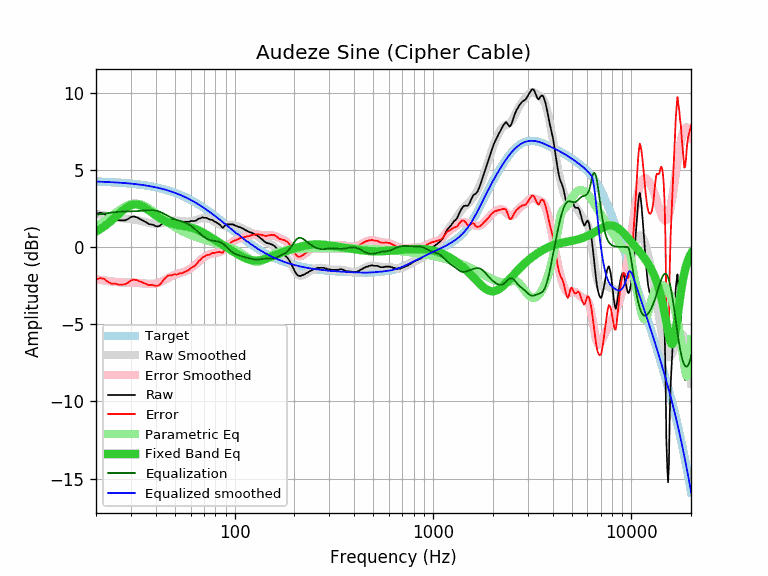 Audeze Sine (Cipher Cable)
Amplitude (dBr)
10
5
0
−5
−10
−15
Target
Raw Smoothed
Error Smoothed
Raw
Error
Parametric Eq
Fixed Band Eq
Equalization
Equalized smoothed
100
1000
10000
Frequency (Hz)